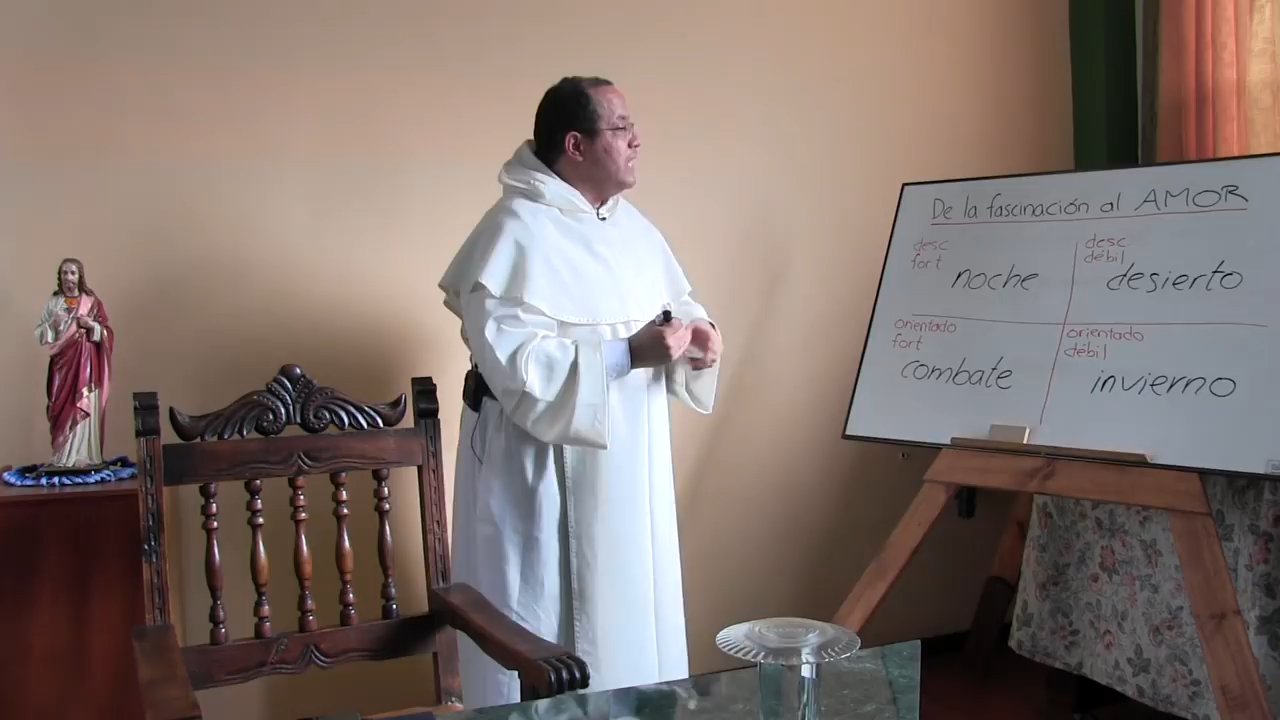 De la fascinación al AMOR
desc
fort
noche
desc
débil
desierto
orientado
fort
combate
orientado
débil
invierno